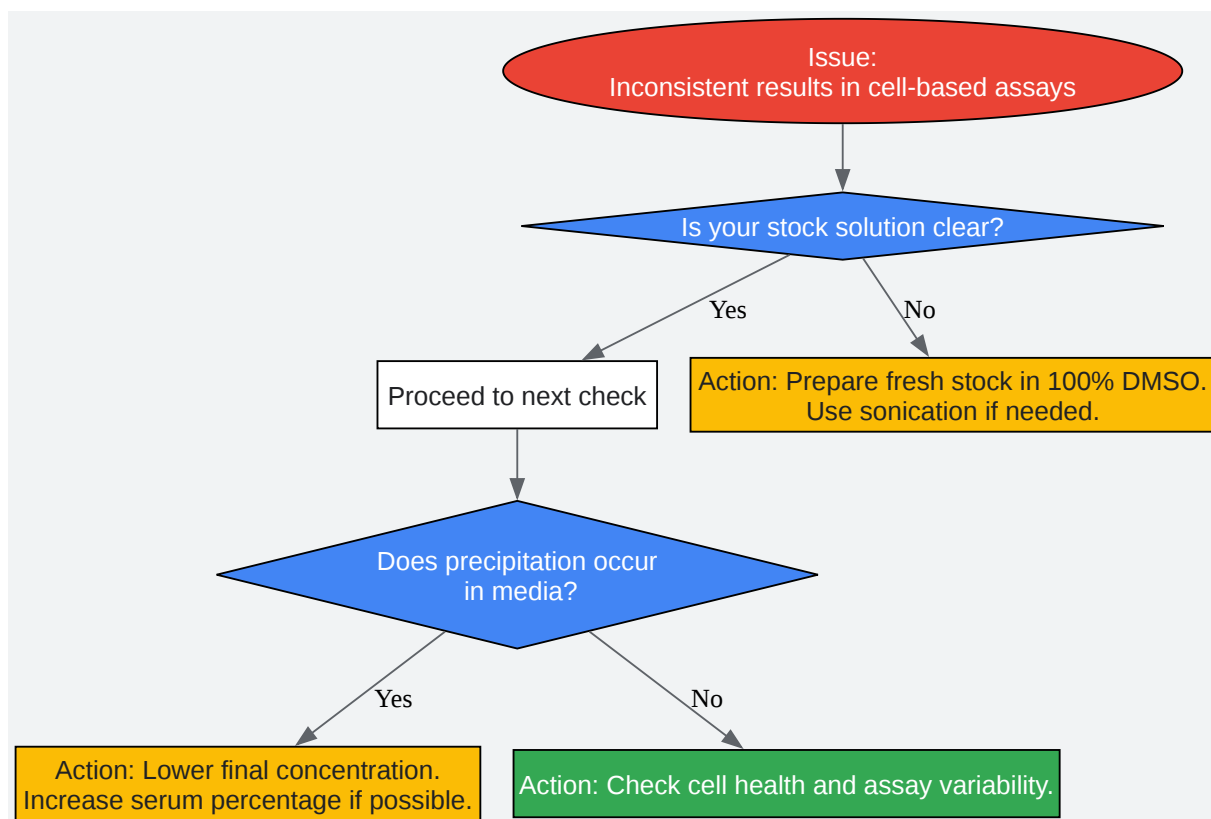 Issue:
Inconsistent results in cell-based assays
Is your stock solution clear?
Yes
No
Proceed to next check
Action: Prepare fresh stock in 100% DMSO.
Use sonication if needed.
Does precipitation occur
in media?
Yes
No
Action: Lower final concentration.
Increase serum percentage if possible.
Action: Check cell health and assay variability.